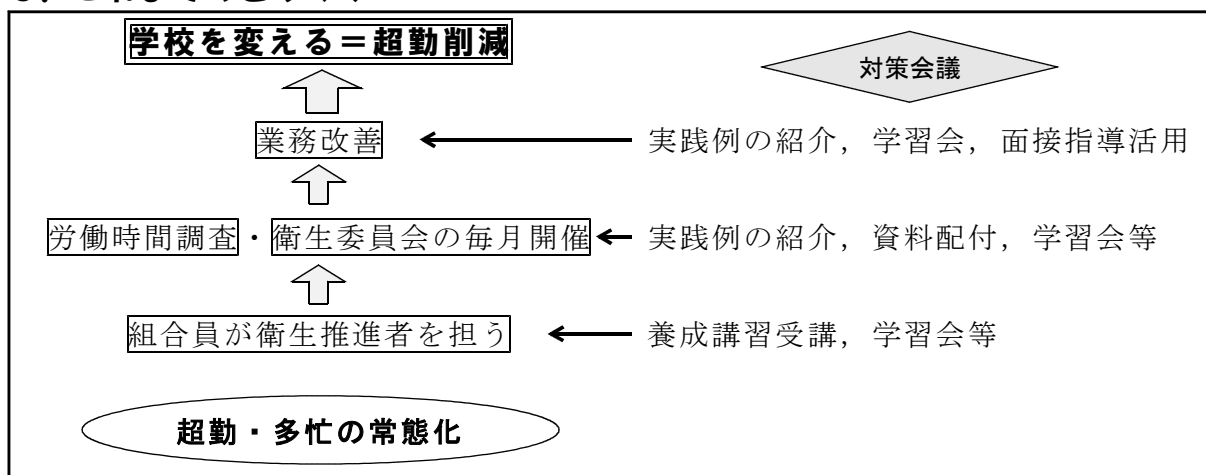 学校を変える＝超勤削減
対策会議
業務改善
実践例の紹介，学習会，面接指導活用
労働時間調査・衛生委員会の毎月開催
実践例の紹介，資料配付，学習会等
組合員が衛生推進者を担う
養成講習受講，学習会等
超勤・多忙の常態化